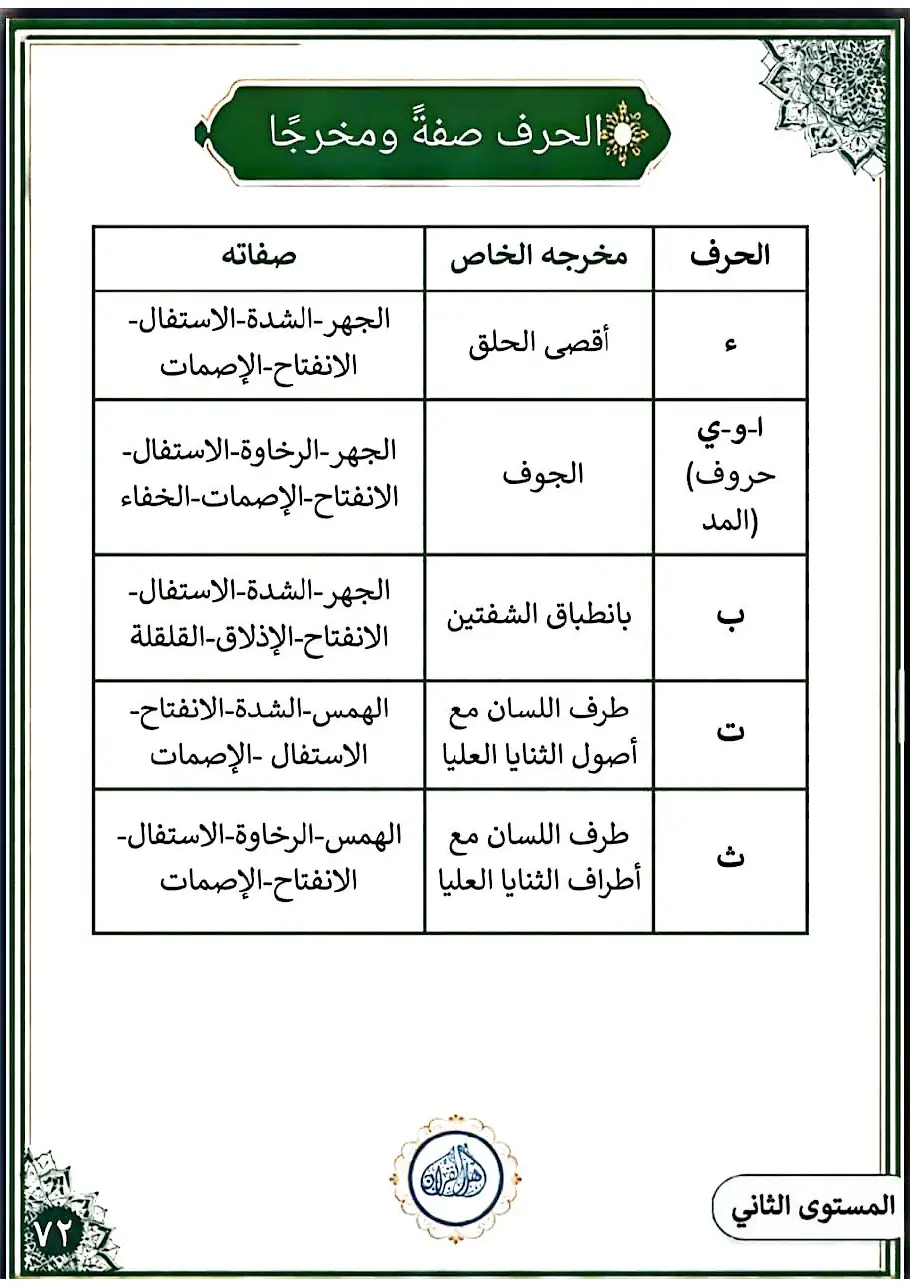 الحرف صفةً ومخرجًا
الحرف مخرجه الخاص صفاته
ء
أقصى الحلق
الجهر-الشدة-الاستفال-
الانفتاح-الإصمات
ا-و-ي
(حروف
المد)
الجوف
الجهر-الرخاوة-الاستفال-
الانفتاح-الإصمات-الخفاء
ب
بانطباق الشفتين
الجهر-الشدة-الاستفال-
الانفتاح-الإذلاق-القلقلة
ت
طرف اللسان مع
أصول الثنايا العليا
الهمس-الشدة-الانفتاح-
الاستفال -الإصمات
ث
طرف اللسان مع
أطراف الثنايا العليا
الهمس-الرخاوة-الاستفال-
الانفتاح-الإصمات
أهل القرآن
المستوى الثاني
٧٢